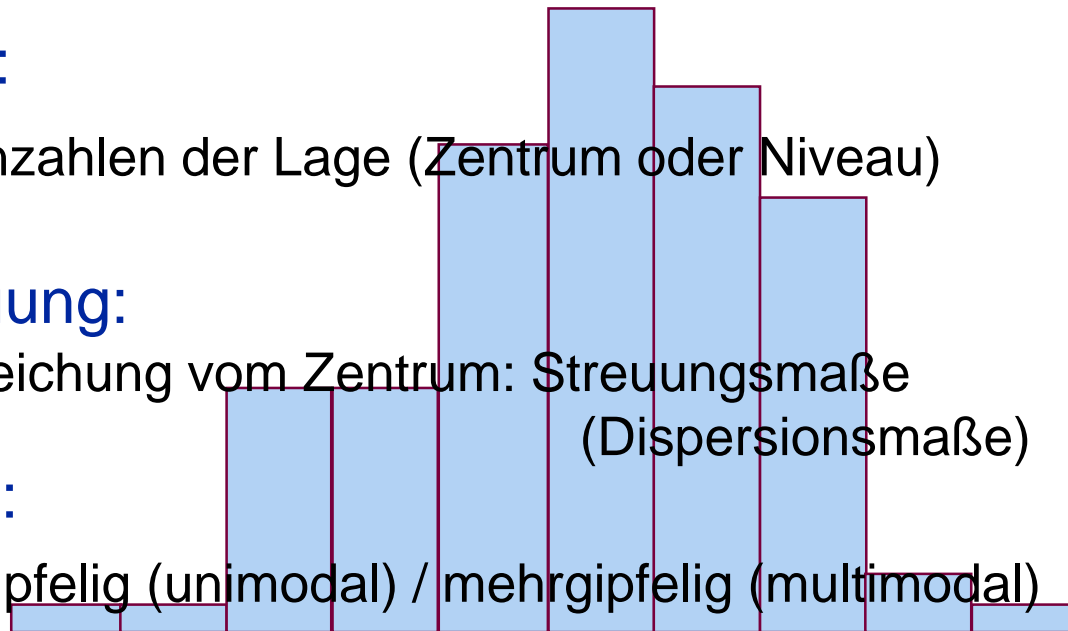 :
nzahlen der Lage (Zentrum oder Niveau)
ung:
eichung vom Zentrum: Streuungsmaße
(Dispersionsmaße)
:
pfelig (unimodal) / mehrgipfelig (multimodal)